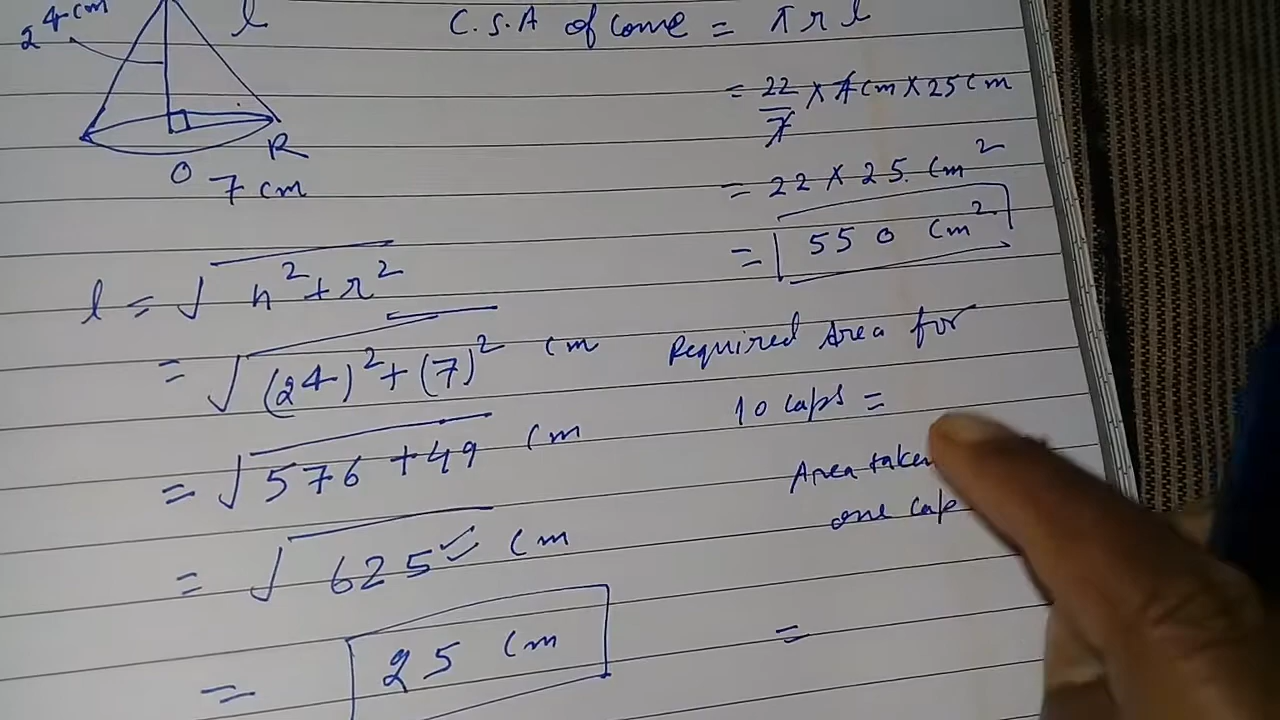 24 cm
l
R
O
7 cm
l = √h²+r²
= √(24)²+(7)² cm
= √576+49 cm
= √625 cm
= 25 cm
C.S.A of Cone = π r l
= 22/7 × 7 cm × 25 cm
= 22 × 25 cm²
= 550 cm²
Required Area for
10 caps =
Area taken
one cap
=